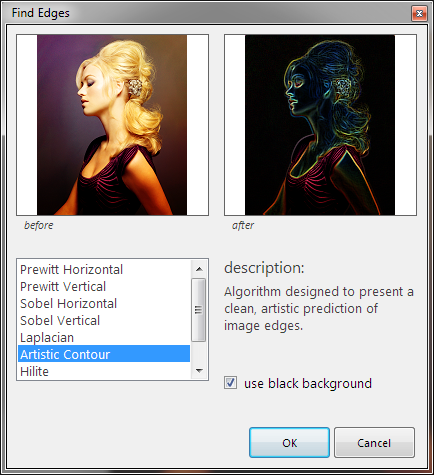 Find Edges
before
after
Prewitt Horizontal
Prewitt Vertical
Sobel Horizontal
Sobel Vertical
Laplacian
Artistic Contour
Hilite
description:
Algorithm designed to present a
clean, artistic prediction of
image edges.
use black background
OK
Cancel